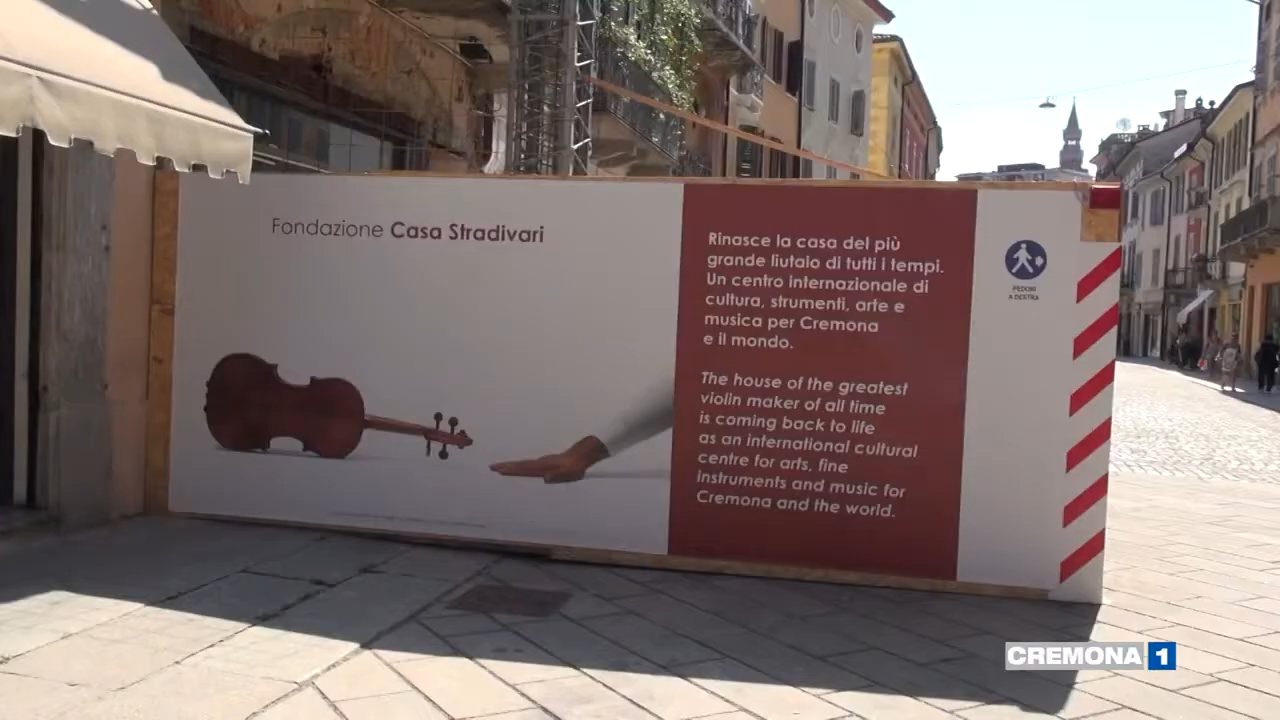 Fondazione Casa Stradivari
Rinasce la casa del più
grande liutaio di tutti i tempi.
Un centro internazionale di
cultura, strumenti, arte e
musica per Cremona
e il mondo.
The house of the greatest
violin maker of all time
is coming back to life
as an international cultural
centre for arts, fine
instruments and music for
Cremona and the world.
PEDONI
A DESTRA
CREMONA 1